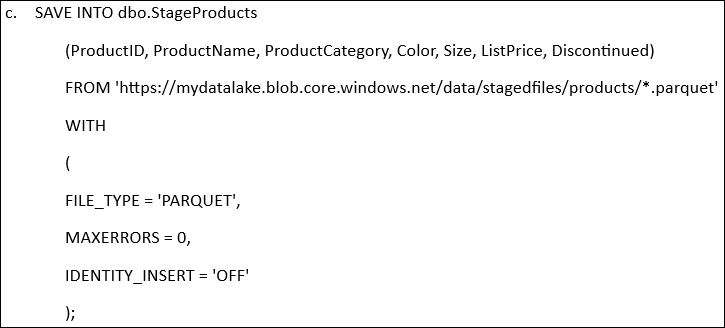 c. SAVE INTO dbo.StageProducts
(ProductID, ProductName, ProductCategory, Color, Size, ListPrice, Discontinued)
FROM 'https://mydatalake.blob.core.windows.net/data/stagedfiles/products/*.parquet'
WITH
(
FILE_TYPE = 'PARQUET',
MAXERRORS = 0,
IDENTITY_INSERT = 'OFF'
);